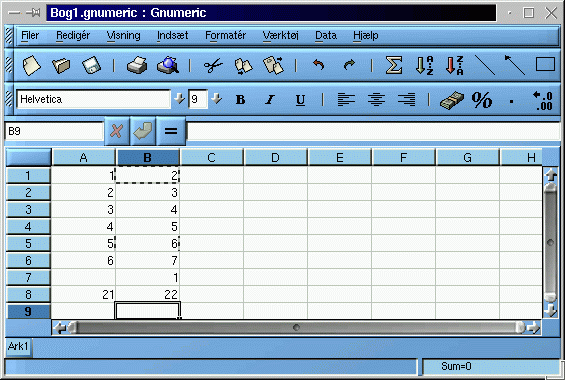 Bog1.gnumeric : Gnumeric
Filer Redigér Visning Indsæt Formatér Værktøj Data Hjælp
Helvetica 9 B I U % ,0 .00
B9 =
A B C D E F G H
1 1 2
2 2 3
3 3 4
4 4 5
5 5 6
6 6 7
7 1
8 21 22
9
Ark1
Sum=0